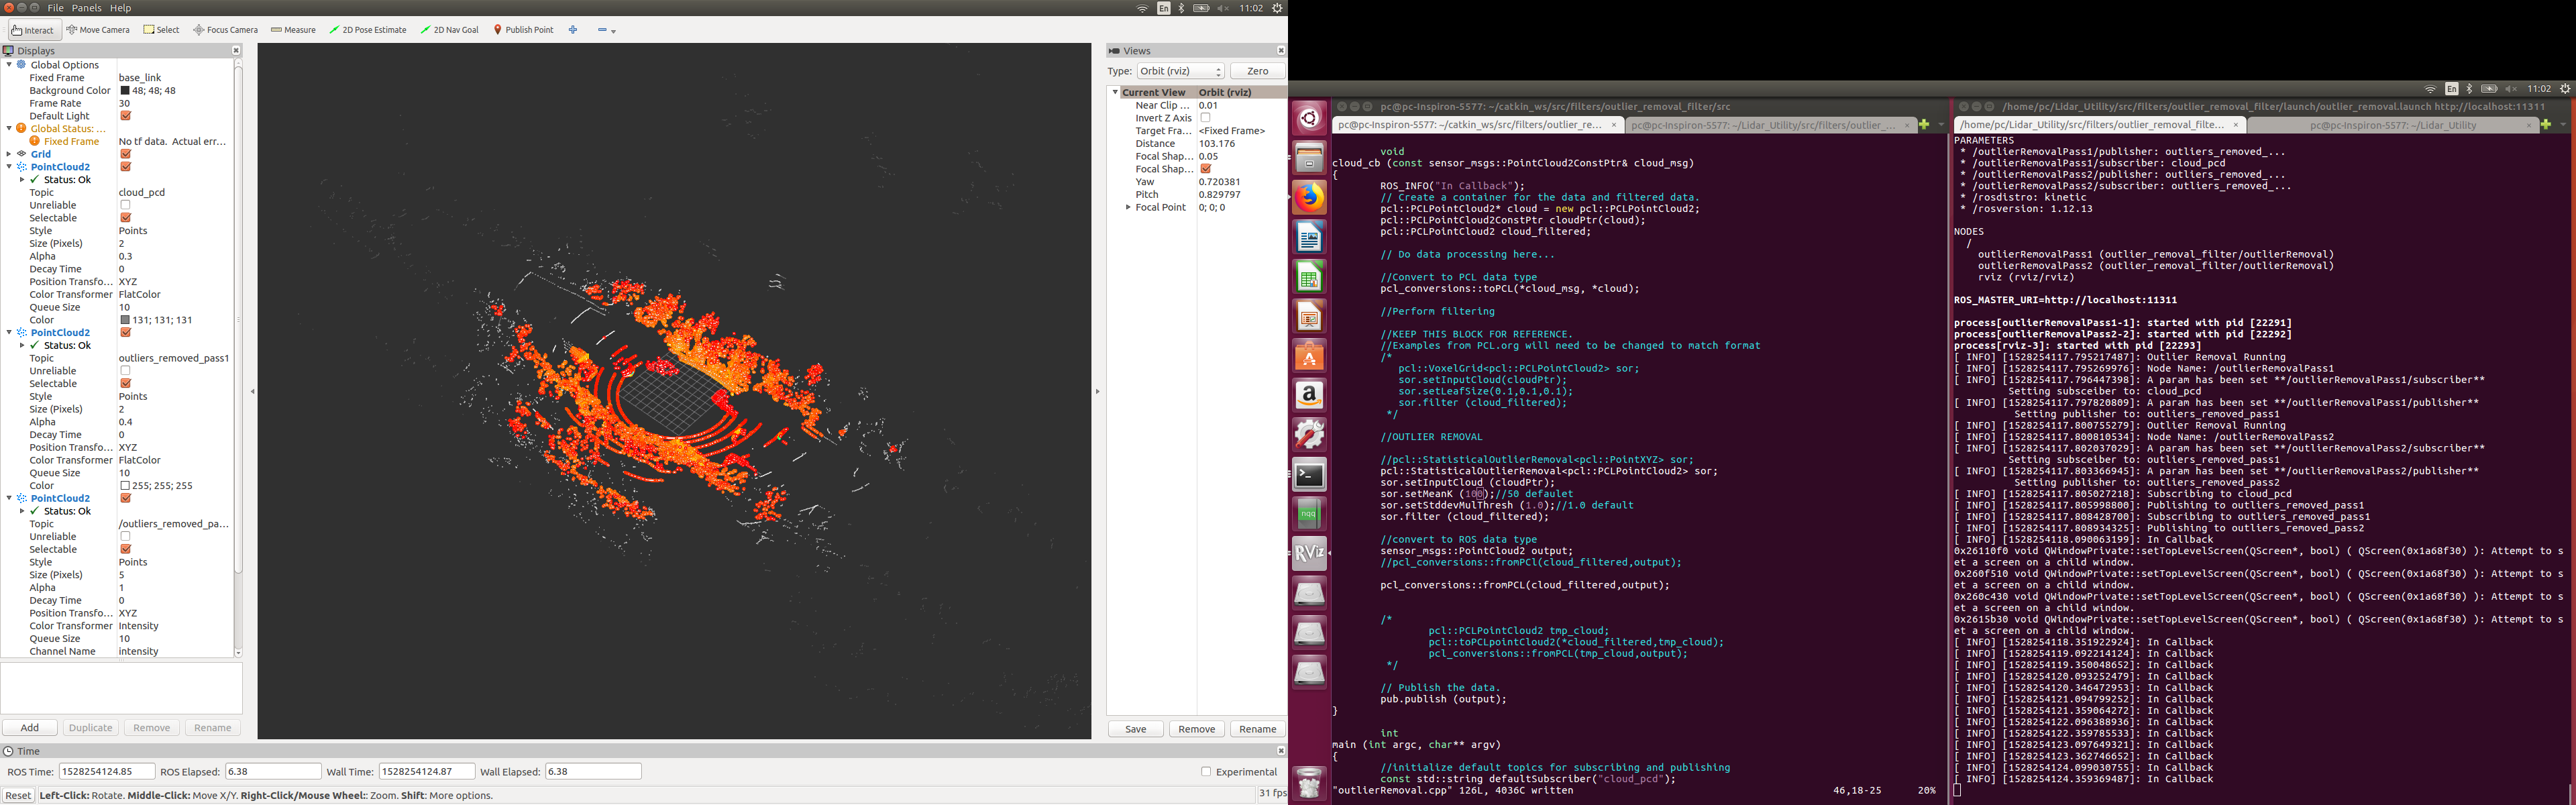 File Panels Help
En 11:02
Interact Move Camera Select Focus Camera Measure 2D Pose Estimate 2D Nav Goal Publish Point
Displays
Global Options
Fixed Frame base_link
Background Color 48; 48; 48
Frame Rate 30
Default Light
Global Status: ...
Fixed Frame No tf data. Actual err...
Grid
PointCloud2
Status: Ok
Topic cloud_pcd
Unreliable
Selectable
Style Points
Size (Pixels) 2
Alpha 0.3
Decay Time 0
Position Transfo... XYZ
Color Transformer FlatColor
Queue Size 10
Color 131; 131; 131
PointCloud2
Status: Ok
Topic outliers_removed_pass1
Unreliable
Selectable
Style Points
Size (Pixels) 2
Alpha 0.4
Decay Time 0
Position Transfo... XYZ
Color Transformer FlatColor
Queue Size 10
Color 255; 255; 255
PointCloud2
Status: Ok
Topic /outliers_removed_pa...
Unreliable
Selectable
Style Points
Size (Pixels) 5
Alpha 1
Decay Time 0
Position Transfo... XYZ
Color Transformer Intensity
Queue Size 10
Channel Name intensity
Add Duplicate Remove Rename
Views
Type: Orbit (rviz) Zero
Current View Orbit (rviz)
Near Clip ... 0.01
Invert Z Axis
Target Fra... <Fixed Frame>
Distance 103.176
Focal Shap... 0.05
Focal Shap...
Yaw 0.720381
Pitch 0.829797
Focal Point 0; 0; 0
Save Remove Rename
Time
ROS Time: 1528254124.85 ROS Elapsed: 6.38 Wall Time: 1528254124.87 Wall Elapsed: 6.38 Experimental
Reset Left-Click: Rotate. Middle-Click: Move X/Y. Right-Click/Mouse Wheel:: Zoom. Shift: More options. 31 fps
En 11:02
pc@pc-Inspiron-5577: ~/catkin_ws/src/filters/outlier_removal_filter/src
pc@pc-Inspiron-5577: ~/catkin_ws/src/filters/outlier_re... × pc@pc-Inspiron-5577: ~/Lidar_Utility/src/filters/outlier_... ×
void
cloud_cb (const sensor_msgs::PointCloud2ConstPtr& cloud_msg)
{
ROS_INFO("In Callback");
// Create a container for the data and filtered data.
pcl::PCLPointCloud2* cloud = new pcl::PCLPointCloud2;
pcl::PCLPointCloud2ConstPtr cloudPtr(cloud);
pcl::PCLPointCloud2 cloud_filtered;
// Do data processing here...
//Convert to PCL data type
pcl_conversions::toPCL(*cloud_msg, *cloud);
//Perform filtering
//KEEP THIS BLOCK FOR REFERENCE.
//Examples from PCL.org will need to be changed to match format
/*
pcl::VoxelGrid<pcl::PCLPointCloud2> sor;
sor.setInputCloud(cloudPtr);
sor.setLeafSize(0.1,0.1,0.1);
sor.filter (cloud_filtered);
*/
//OUTLIER REMOVAL
//pcl::StatisticalOutlierRemoval<pcl::PointXYZ> sor;
pcl::StatisticalOutlierRemoval<pcl::PCLPointCloud2> sor;
sor.setInputCloud (cloudPtr);
sor.setMeanK (100);//50 defaulet
sor.setStddevMulThresh (1.0);//1.0 default
sor.filter (cloud_filtered);
//convert to ROS data type
sensor_msgs::PointCloud2 output;
//pcl_conversions::fromPCl(cloud_filtered,output);
pcl_conversions::fromPCL(cloud_filtered,output);
/*
pcl::PCLPointCloud2 tmp_cloud;
pcl::toPCLpointCloud2(*cloud_filtered,tmp_cloud);
pcl_conversions::fromPCL(tmp_cloud,output);
*/
// Publish the data.
pub.publish (output);
}
int
main (int argc, char** argv)
{
//initialize default topics for subscribing and publishing
const std::string defaultSubscriber("cloud_pcd");
"outlierRemoval.cpp" 126L, 4036C written 46,18-25 20%
/home/pc/Lidar_Utility/src/filters/outlier_removal_filter/launch/outlier_removal.launch http://localhost:11311
/home/pc/Lidar_Utility/src/filters/outlier_removal_filte... × pc@pc-Inspiron-5577: ~/Lidar_Utility ×
PARAMETERS
* /outlierRemovalPass1/publisher: outliers_removed_...
* /outlierRemovalPass1/subscriber: cloud_pcd
* /outlierRemovalPass2/publisher: outliers_removed_...
* /outlierRemovalPass2/subscriber: outliers_removed_...
* /rosdistro: kinetic
* /rosversion: 1.12.13
NODES
/
outlierRemovalPass1 (outlier_removal_filter/outlierRemoval)
outlierRemovalPass2 (outlier_removal_filter/outlierRemoval)
rviz (rviz/rviz)
ROS_MASTER_URI=http://localhost:11311
process[outlierRemovalPass1-1]: started with pid [22291]
process[outlierRemovalPass2-2]: started with pid [22292]
process[rviz-3]: started with pid [22293]
[ INFO] [1528254117.795217487]: Outlier Removal Running
[ INFO] [1528254117.795269976]: Node Name: /outlierRemovalPass1
[ INFO] [1528254117.796447398]: A param has been set **/outlierRemovalPass1/subscriber**
Setting subsceiber to: cloud_pcd
[ INFO] [1528254117.797820809]: A param has been set **/outlierRemovalPass1/publisher**
Setting publisher to: outliers_removed_pass1
[ INFO] [1528254117.800755279]: Outlier Removal Running
[ INFO] [1528254117.800810534]: Node Name: /outlierRemovalPass2
[ INFO] [1528254117.802037029]: A param has been set **/outlierRemovalPass2/subscriber**
Setting subsceiber to: outliers_removed_pass1
[ INFO] [1528254117.803366945]: A param has been set **/outlierRemovalPass2/publisher**
Setting publisher to: outliers_removed_pass2
[ INFO] [1528254117.805027218]: Subscribing to cloud_pcd
[ INFO] [1528254117.805998800]: Publishing to outliers_removed_pass1
[ INFO] [1528254117.808428700]: Subscribing to outliers_removed_pass1
[ INFO] [1528254117.808934325]: Publishing to outliers_removed_pass2
[ INFO] [1528254118.090063199]: In Callback
0x26110f0 void QWindowPrivate::setTopLevelScreen(QScreen*, bool) ( QScreen(0x1a68f30) ): Attempt to s
et a screen on a child window.
0x260f510 void QWindowPrivate::setTopLevelScreen(QScreen*, bool) ( QScreen(0x1a68f30) ): Attempt to s
et a screen on a child window.
0x260c430 void QWindowPrivate::setTopLevelScreen(QScreen*, bool) ( QScreen(0x1a68f30) ): Attempt to s
et a screen on a child window.
0x2615b30 void QWindowPrivate::setTopLevelScreen(QScreen*, bool) ( QScreen(0x1a68f30) ): Attempt to s
et a screen on a child window.
[ INFO] [1528254118.351922924]: In Callback
[ INFO] [1528254119.092214124]: In Callback
[ INFO] [1528254119.350048652]: In Callback
[ INFO] [1528254120.093252479]: In Callback
[ INFO] [1528254120.346472953]: In Callback
[ INFO] [1528254121.094799252]: In Callback
[ INFO] [1528254121.359064272]: In Callback
[ INFO] [1528254122.096388936]: In Callback
[ INFO] [1528254122.359785533]: In Callback
[ INFO] [1528254123.097649321]: In Callback
[ INFO] [1528254123.362746652]: In Callback
[ INFO] [1528254124.099030755]: In Callback
[ INFO] [1528254124.359369487]: In Callback
nqq
RViz